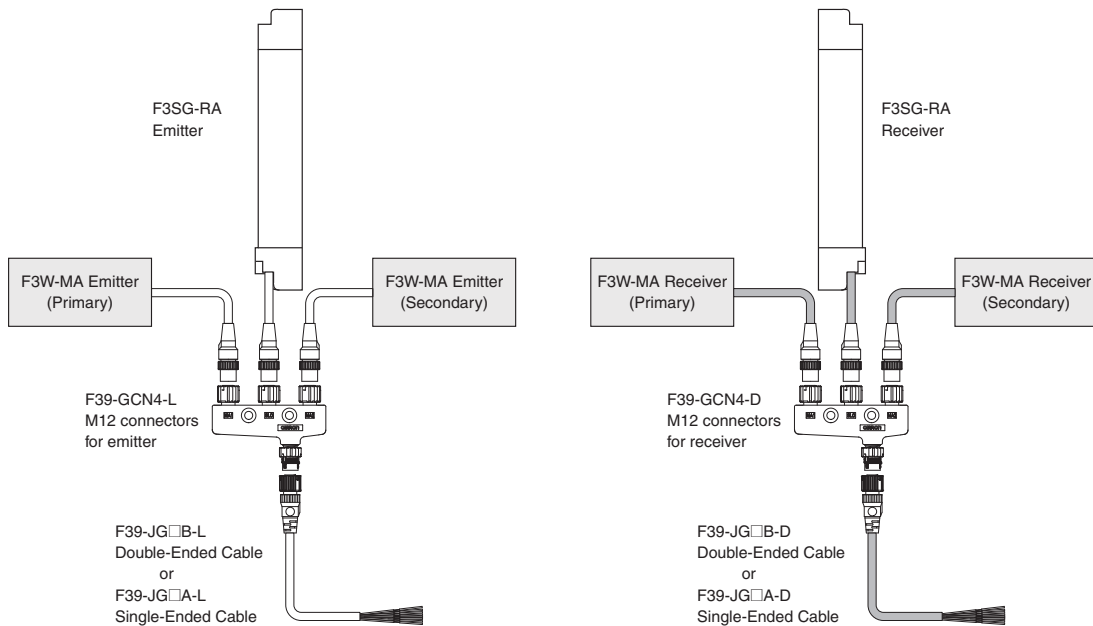 F3SG-RA
Emitter
F3W-MA Emitter
(Primary)
F3W-MA Emitter
(Secondary)
F39-GCN4-L
M12 connectors
for emitter
F39-JG□B-L
Double-Ended Cable
or
F39-JG□A-L
Single-Ended Cable
F3SG-RA
Receiver
F3W-MA Receiver
(Primary)
F3W-MA Receiver
(Secondary)
F39-GCN4-D
M12 connectors
for receiver
F39-JG□B-D
Double-Ended Cable
or
F39-JG□A-D
Single-Ended Cable